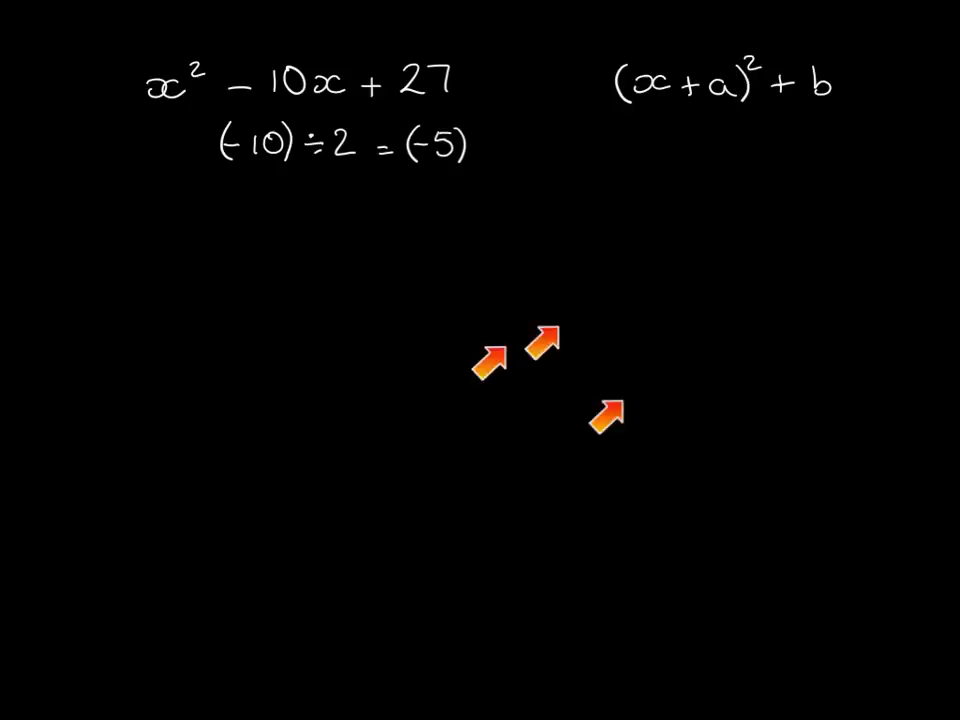 x² - 10x + 27 (x + a)² + b
(-10) ÷ 2 = (-5)